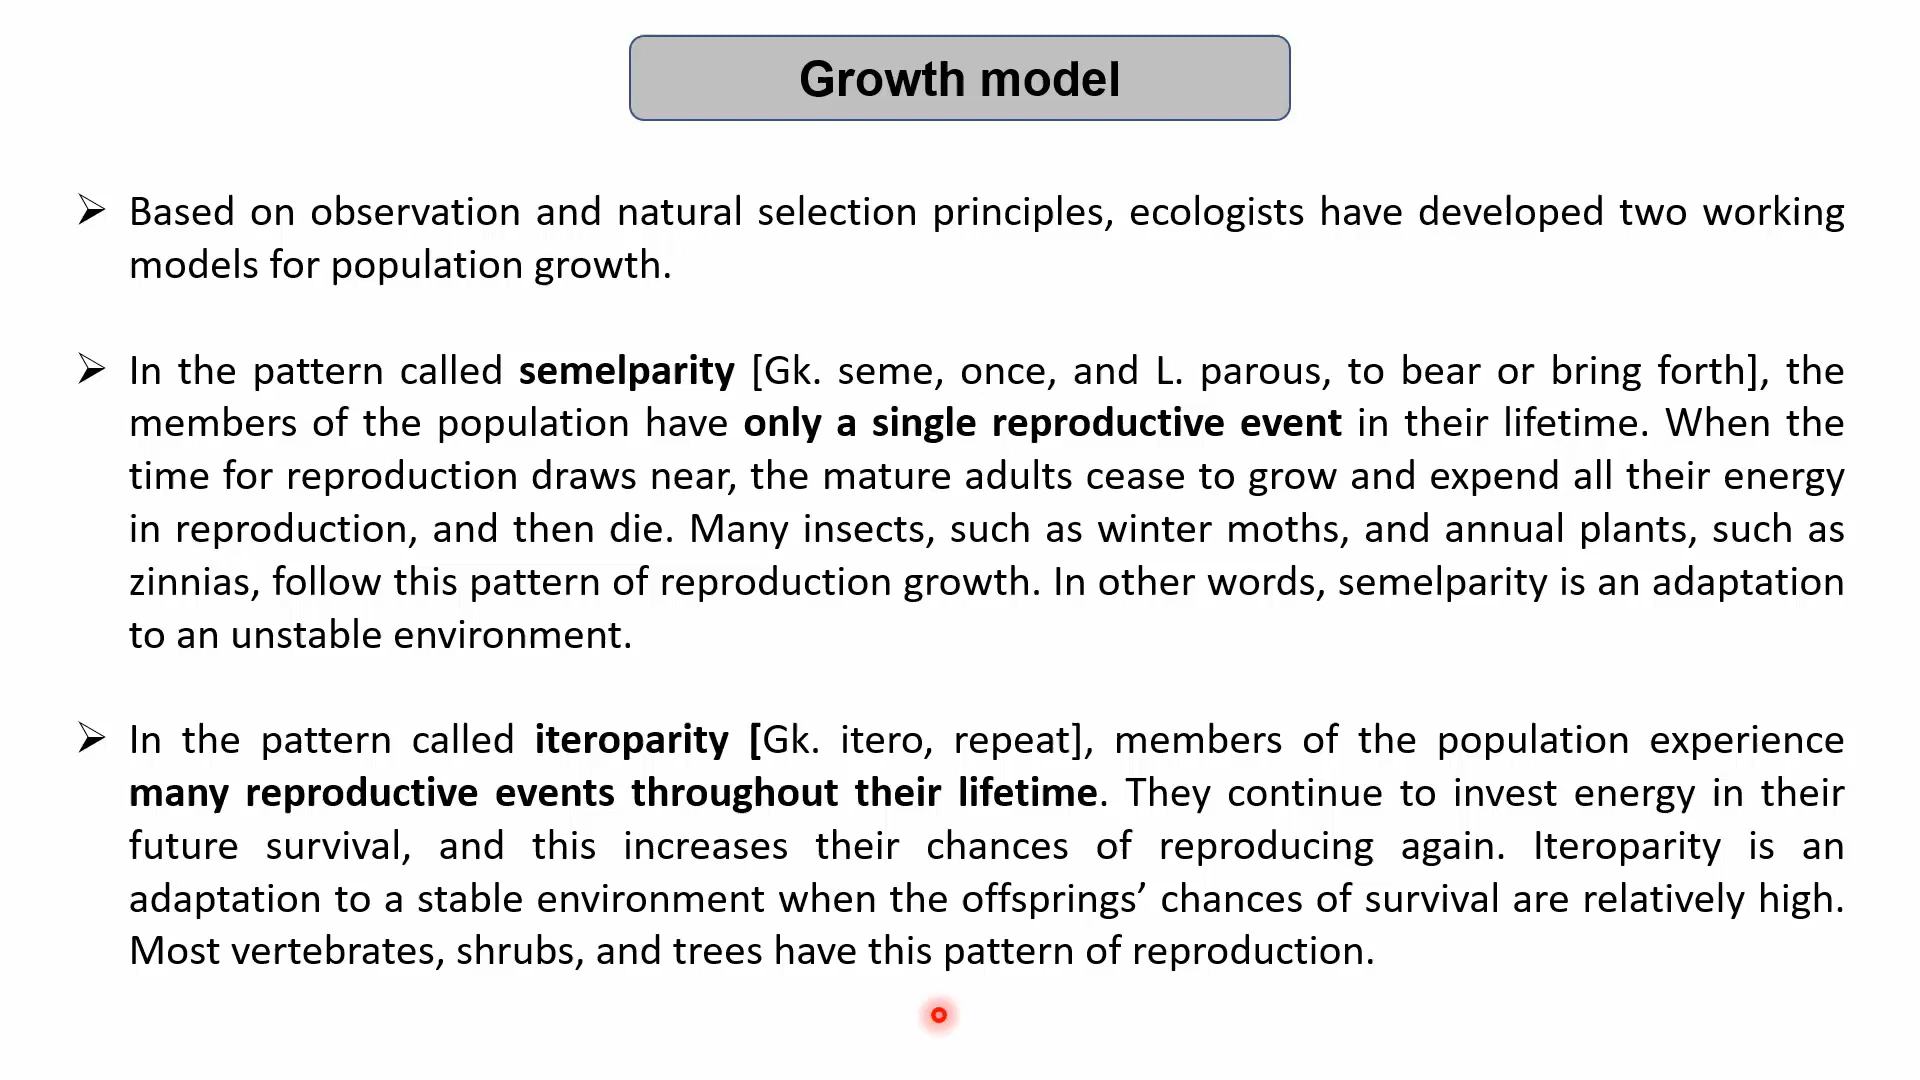 Growth model
Based on observation and natural selection principles, ecologists have developed two working
models for population growth.
In the pattern called semelparity [Gk. seme, once, and L. parous, to bear or bring forth], the
members of the population have only a single reproductive event in their lifetime. When the
time for reproduction draws near, the mature adults cease to grow and expend all their energy
in reproduction, and then die. Many insects, such as winter moths, and annual plants, such as
zinnias, follow this pattern of reproduction growth. In other words, semelparity is an adaptation
to an unstable environment.
In the pattern called iteroparity [Gk. itero, repeat], members of the population experience
many reproductive events throughout their lifetime. They continue to invest energy in their
future survival, and this increases their chances of reproducing again. Iteroparity is an
adaptation to a stable environment when the offsprings’ chances of survival are relatively high.
Most vertebrates, shrubs, and trees have this pattern of reproduction.